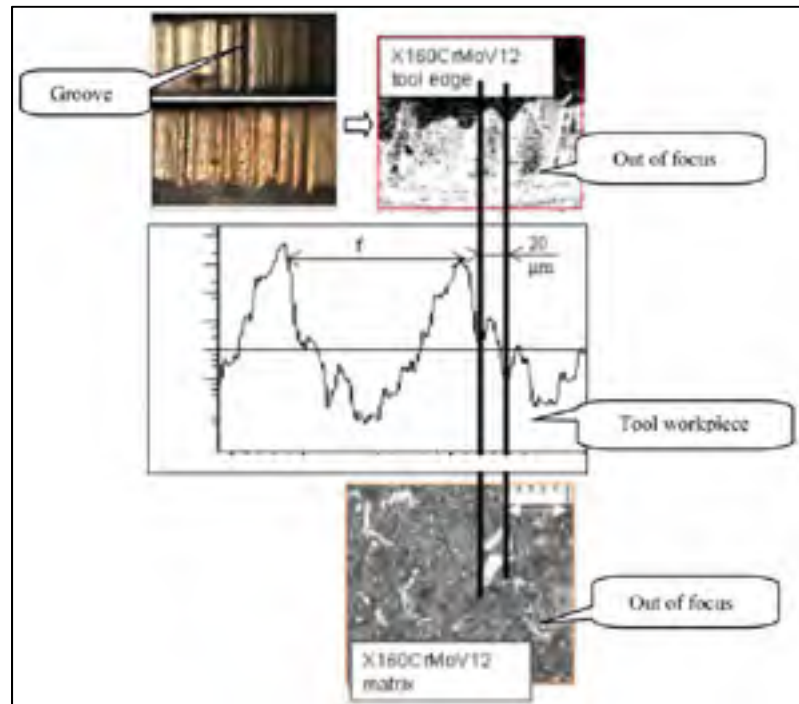 X160CrMoV12
tool edge
Groove
Out of focus
f
20
μm
Tool workpiece
Out of focus
X160CrMoV12
matrix